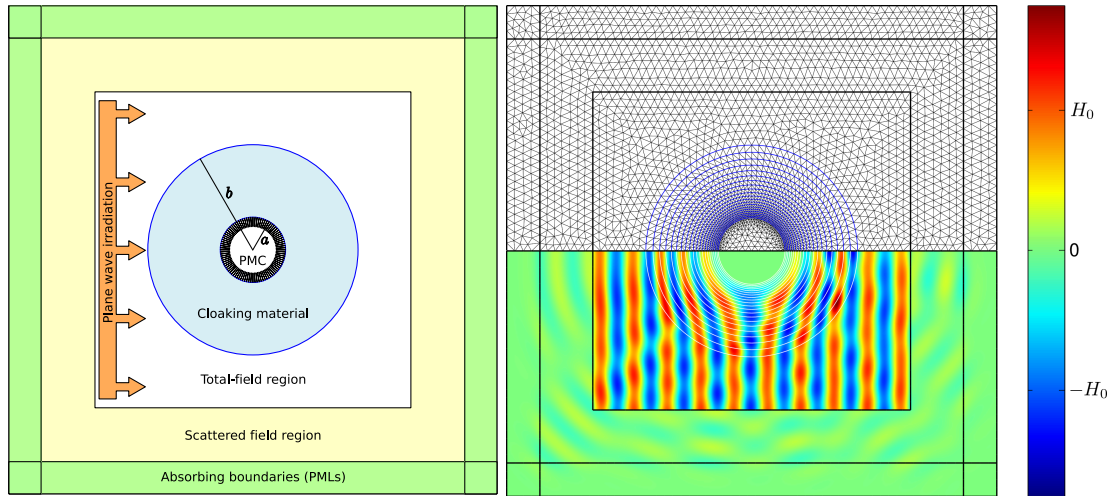 Plane wave irradiation
b
a
PMC
Cloaking material
Total-field region
Scattered field region
Absorbing boundaries (PMLs)
H₀
0
−H₀